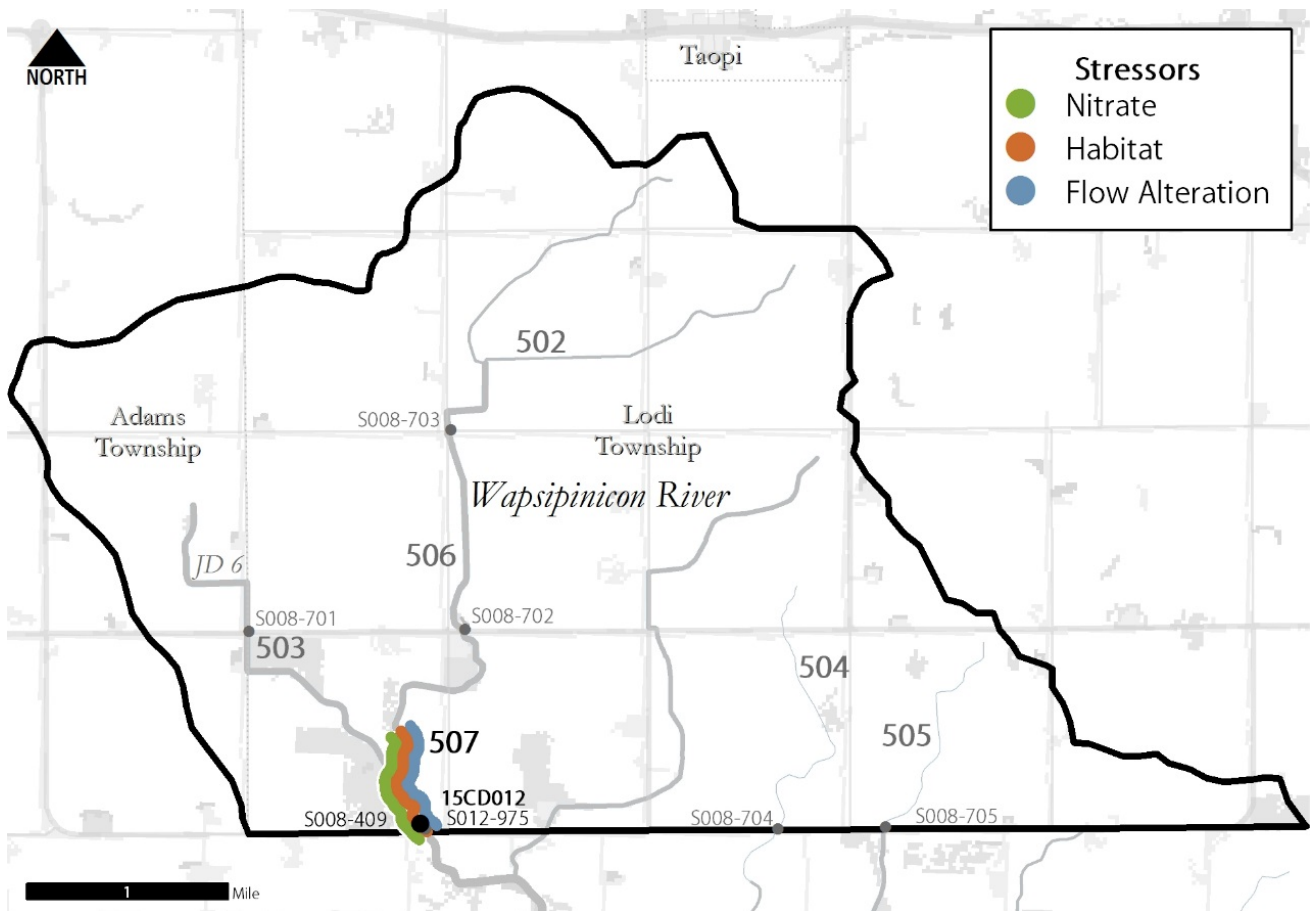 Taopi
NORTH
Stressors
Nitrate
Habitat
Flow Alteration
502
Adams
Township
S008-703
Lodi
Township
Wapsipinicon River
506
JD 6
S008-701
S008-702
503
504
505
507
15CD012
S008-409
S012-975
S008-704
S008-705
1
Mile